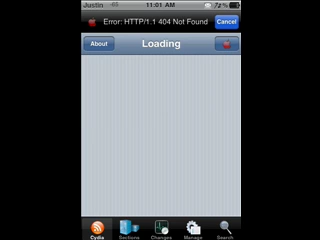 Justin 11:01 AM
Error: HTTP/1.1 404 Not Found Cancel
About Loading
Cydia Sections Changes Manage Search